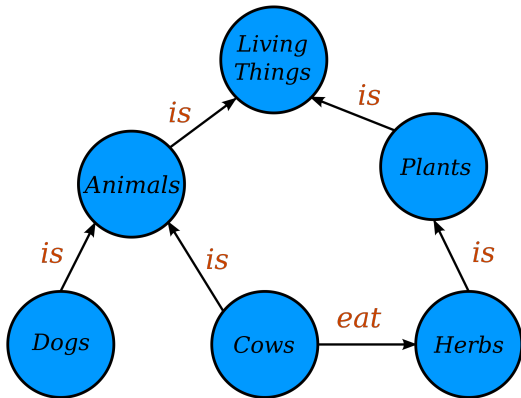 Living
Things
is
is
Animals
Plants
is
is
is
eat
Dogs
Cows
Herbs